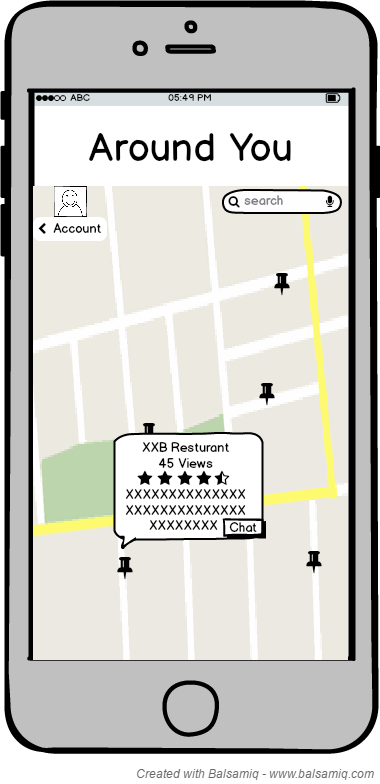 ABC 05:49 PM
Around You
search
Account
XXB Resturant
45 Views
XXXXXXXXXXXXXX
XXXXXXXXXXXXXX
XXXXXXXX
Chat
Created with Balsamiq - www.balsamiq.com